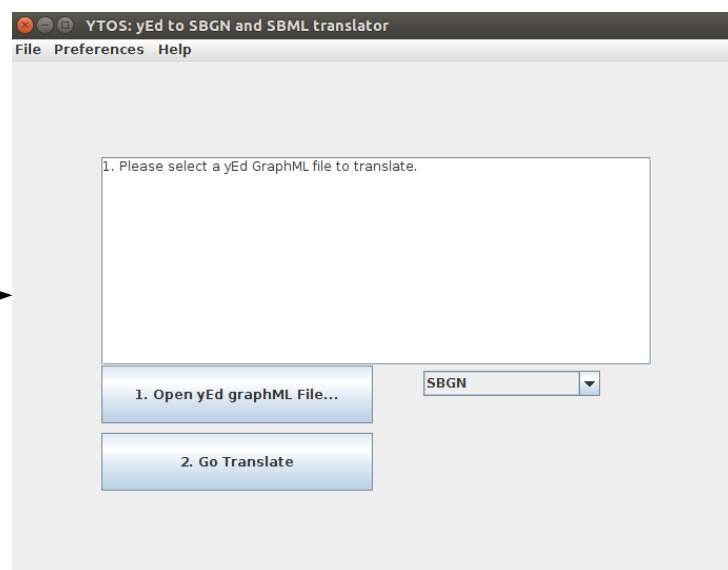 YTOS: yEd to SBGN and SBML translator
File Preferences Help
1. Please select a yEd GraphML file to translate.
1. Open yEd graphML File...
SBGN
2. Go Translate